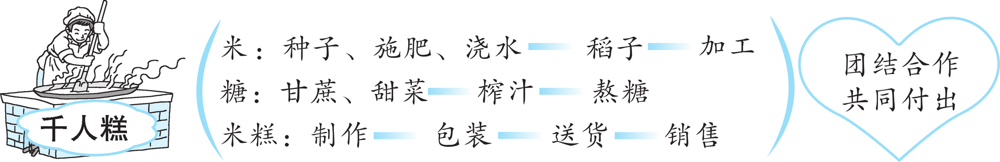 千人糕
米：种子、施肥、浇水 稻子 加工
糖：甘蔗、甜菜 榨汁 熬糖
米糕：制作 包装 送货 销售
团结合作
共同付出